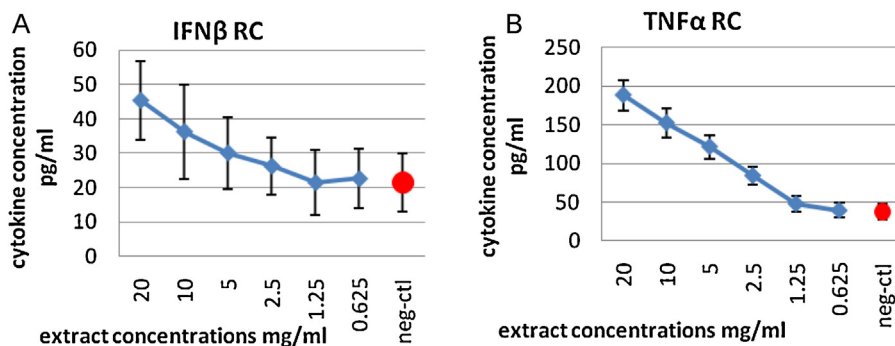 A
IFNβ RC
cytokine concentration
pg/ml
60
50
40
30
20
10
0
20
10
5
2.5
1.25
0.625
neg-ctl
extract concentrations mg/ml
B
TNFα RC
cytokine concentration
pg/ml
250
200
150
100
50
0
20
10
5
2.5
1.25
0.625
neg-ctl
extract concentrations mg/ml